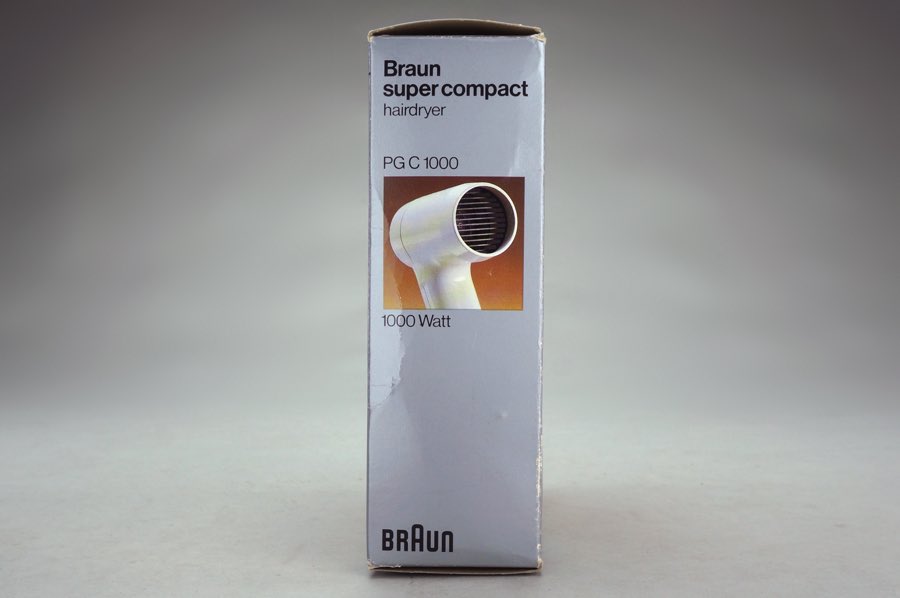 Braun
super compact
hairdryer
PG C 1000
1000 Watt
BRAUN